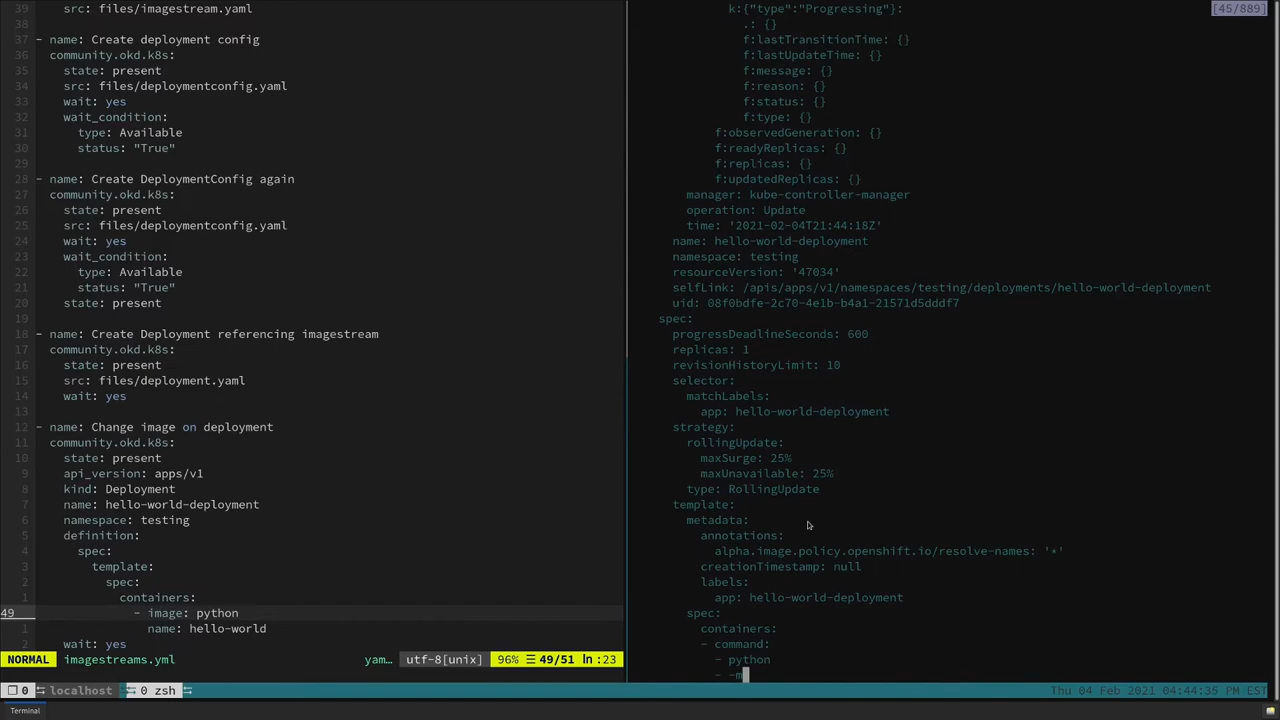 39     src: files/imagestream.yaml
38
37 - name: Create deployment config
36   community.okd.k8s:
35     state: present
34     src: files/deploymentconfig.yaml
33     wait: yes
32     wait_condition:
31       type: Available
30       status: "True"
29
28 - name: Create DeploymentConfig again
27   community.okd.k8s:
26     state: present
25     src: files/deploymentconfig.yaml
24     wait: yes
23     wait_condition:
22       type: Available
21       status: "True"
20     state: present
19
18 - name: Create Deployment referencing imagestream
17   community.okd.k8s:
16     state: present
15     src: files/deployment.yaml
14     wait: yes
13
12 - name: Change image on deployment
11   community.okd.k8s:
10     state: present
9     api_version: apps/v1
8     kind: Deployment
7     name: hello-world-deployment
6     namespace: testing
5     definition:
4       spec:
3         template:
2           spec:
1             containers:
49               - image: python
1                 name: hello-world
2     wait: yes
NORMAL imagestreams.yml yam… utf-8[unix] 96% ☰ 49/51 ln :23
[45/889]
k:{"type":"Progressing"}:
.: {}
f:lastTransitionTime: {}
f:lastUpdateTime: {}
f:message: {}
f:reason: {}
f:status: {}
f:type: {}
f:observedGeneration: {}
f:readyReplicas: {}
f:replicas: {}
f:updatedReplicas: {}
manager: kube-controller-manager
operation: Update
time: '2021-02-04T21:44:18Z'
name: hello-world-deployment
namespace: testing
resourceVersion: '47034'
selfLink: /apis/apps/v1/namespaces/testing/deployments/hello-world-deployment
uid: 08f0bdfe-2c70-4e1b-b4a1-21571d5dddf7
spec:
progressDeadlineSeconds: 600
replicas: 1
revisionHistoryLimit: 10
selector:
matchLabels:
app: hello-world-deployment
strategy:
rollingUpdate:
maxSurge: 25%
maxUnavailable: 25%
type: RollingUpdate
template:
metadata:
annotations:
alpha.image.policy.openshift.io/resolve-names: '*'
creationTimestamp: null
labels:
app: hello-world-deployment
spec:
containers:
- command:
- python
- -m
0 localhost 0 zsh Thu 04 Feb 2021 04:44:35 PM EST
Terminal